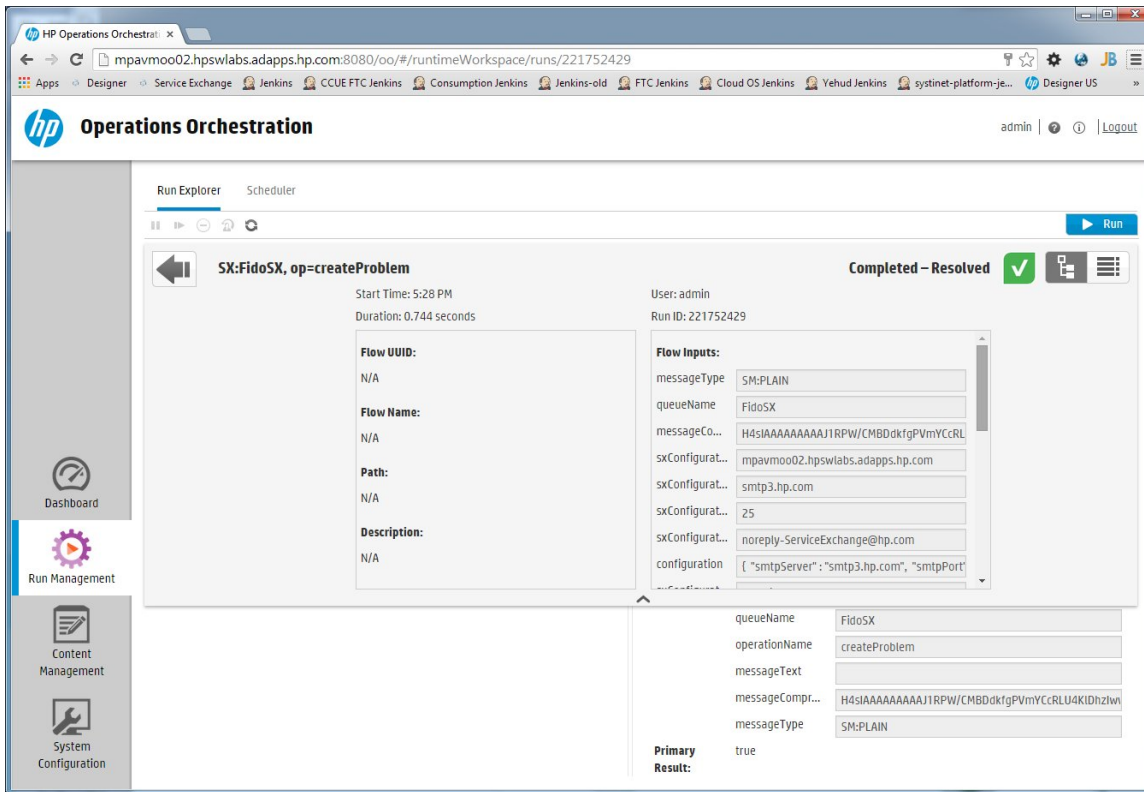 HP Operations Orchestrati
mpavmoo02.hpswlabs.adapps.hp.com:8080/oo/#/runtimeWorkspace/runs/221752429
Apps Designer Service Exchange Jenkins CCUE FTC Jenkins Consumption Jenkins Jenkins-old FTC Jenkins Cloud OS Jenkins Yehud Jenkins systinet-platform-je... Designer US »
hp Operations Orchestration admin | Logout
Run Explorer Scheduler
Run
SX:FidoSX, op=createProblem Completed – Resolved
Start Time: 5:28 PM User: admin
Duration: 0.744 seconds Run ID: 221752429
Flow UUID: Flow Inputs:
N/A messageType SM:PLAIN
queueName FidoSX
Flow Name:
N/A messageCo... H4sIAAAAAAAAAJ1RPW/CMBDdkfgPVmYCcRL
sxConfigurat... mpavmoo02.hpswlabs.adapps.hp.com
Path:
N/A sxConfigurat... smtp3.hp.com
sxConfigurat... 25
Description: sxConfigurat... noreply-ServiceExchange@hp.com
N/A configuration { "smtpServer" : "smtp3.hp.com", "smtpPort"
queueName FidoSX
operationName createProblem
messageText
messageCompr... H4sIAAAAAAAAAJ1RPW/CMBDdkfgPVmYCcRLU4KIDhzIwu
messageType SM:PLAIN
Primary Result: true
Dashboard
Run Management
Content Management
System Configuration